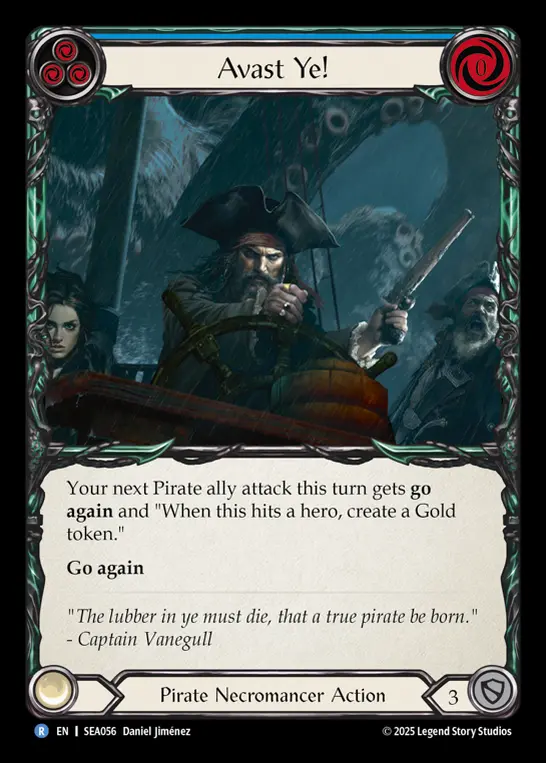 Avast Ye!
0
Your next Pirate ally attack this turn gets go
again and "When this hits a hero, create a Gold
token."
Go again
"The lubber in ye must die, that a true pirate be born."
- Captain Vanegull
Pirate Necromancer Action
3
R EN | SEA056 Daniel Jiménez
© 2025 Legend Story Studios